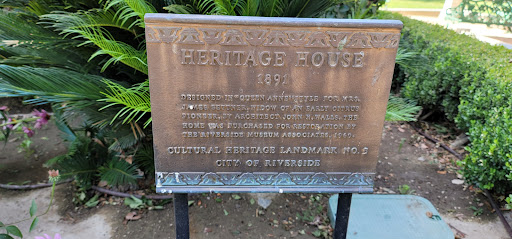 HERITAGE HOUSE
1891
DESIGNED IN QUEEN ANNE STYLE FOR MRS.
JAMES BETTNER, WIDOW OF AN EARLY CITRUS
PIONEER, BY ARCHITECT JOHN A. WALLS. THE
HOME WAS PURCHASED FOR RESTORATION BY
THE RIVERSIDE MUSEUM ASSOCIATES, 1969.
CULTURAL HERITAGE LANDMARK NO. 8
CITY OF RIVERSIDE